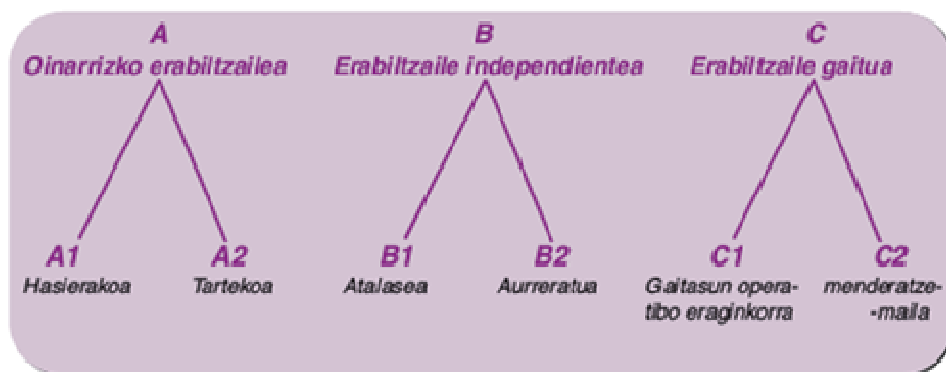 A B C
Oinarrizko erabiltzailea Erabiltzaile independientea Erabiltzaile gaitua
A1 A2 B1 B2 C1 C2
Hasierakoa Tartekoa Atalasea Aurreratua Gaitasun opera- menderatze-
tibo eraginkorra -maila